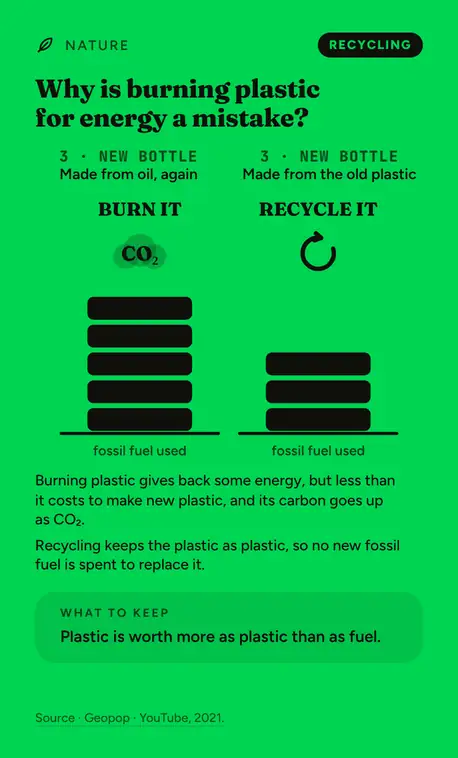 NATURE
RECYCLING
Why is burning plastic
for energy a mistake?
3 · NEW BOTTLE
Made from oil, again
3 · NEW BOTTLE
Made from the old plastic
BURN IT
RECYCLE IT
CO₂
fossil fuel used
fossil fuel used
Burning plastic gives back some energy, but less than
it costs to make new plastic, and its carbon goes up
as CO₂.
Recycling keeps the plastic as plastic, so no new fossil
fuel is spent to replace it.
WHAT TO KEEP
Plastic is worth more as plastic than as fuel.
Source · Geopop · YouTube, 2021.